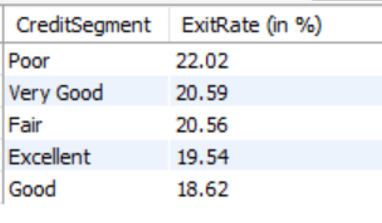 CreditSegment ExitRate (in %)
Poor 22.02
Very Good 20.59
Fair 20.56
Excellent 19.54
Good 18.62